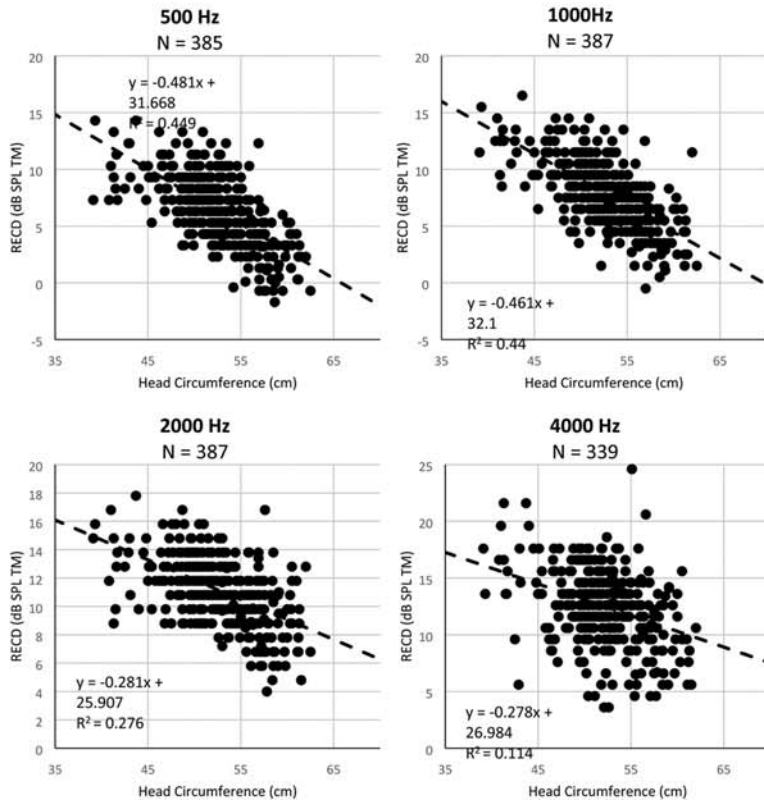 500 Hz
N = 385
20
15
10
5
0
-5
RECD (dB SPL TM)
y = -0.481x +
31.668
R² = 0.449
35 45 55 65
Head Circumference (cm)
1000Hz
N = 387
20
15
10
5
0
-5
RECD (dB SPL TM)
y = -0.461x +
32.1
R² = 0.44
35 45 55 65
Head Circumference (cm)
2000 Hz
N = 387
20
18
16
14
12
10
8
6
4
2
0
RECD (dB SPL TM)
y = -0.281x +
25.907
R² = 0.276
35 45 55 65
Head Circumference (cm)
4000 Hz
N = 339
25
20
15
10
5
0
RECD (dB SPL TM)
y = -0.278x +
26.984
R² = 0.114
35 45 55 65
Head Circumference (cm)